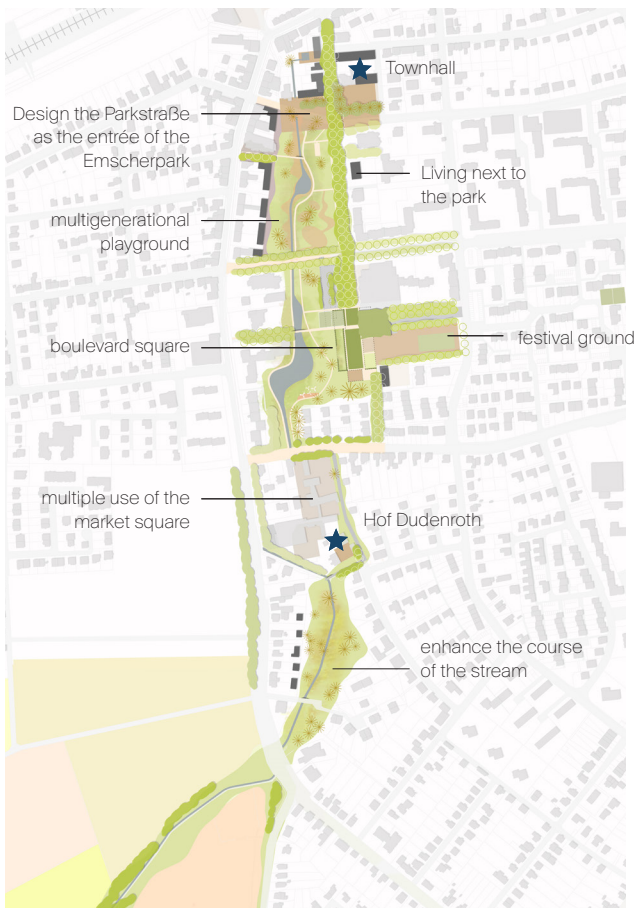 Townhall
Design the Parkstraße
as the entrée of the
Emscherpark
Living next to
the park
multigenerational
playground
boulevard square
festival ground
multiple use of the
market square
Hof Dudenroth
enhance the course
of the stream